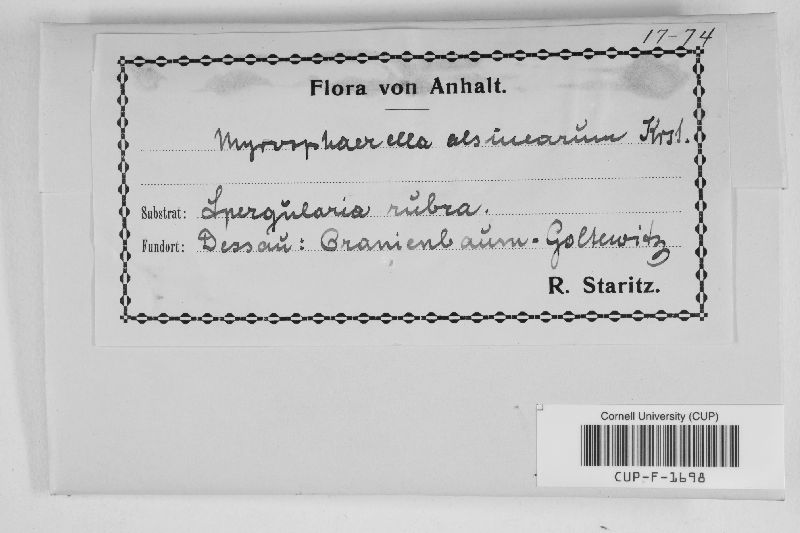 17-74
Flora von Anhalt.
Mycosphaerella alsinearum Krst.
Substrat: Spergularia rubra.
Fundort: Dessau: Oranienbaum-Goltewitz
R. Staritz.
Cornell University (CUP)
CUP-F-1698